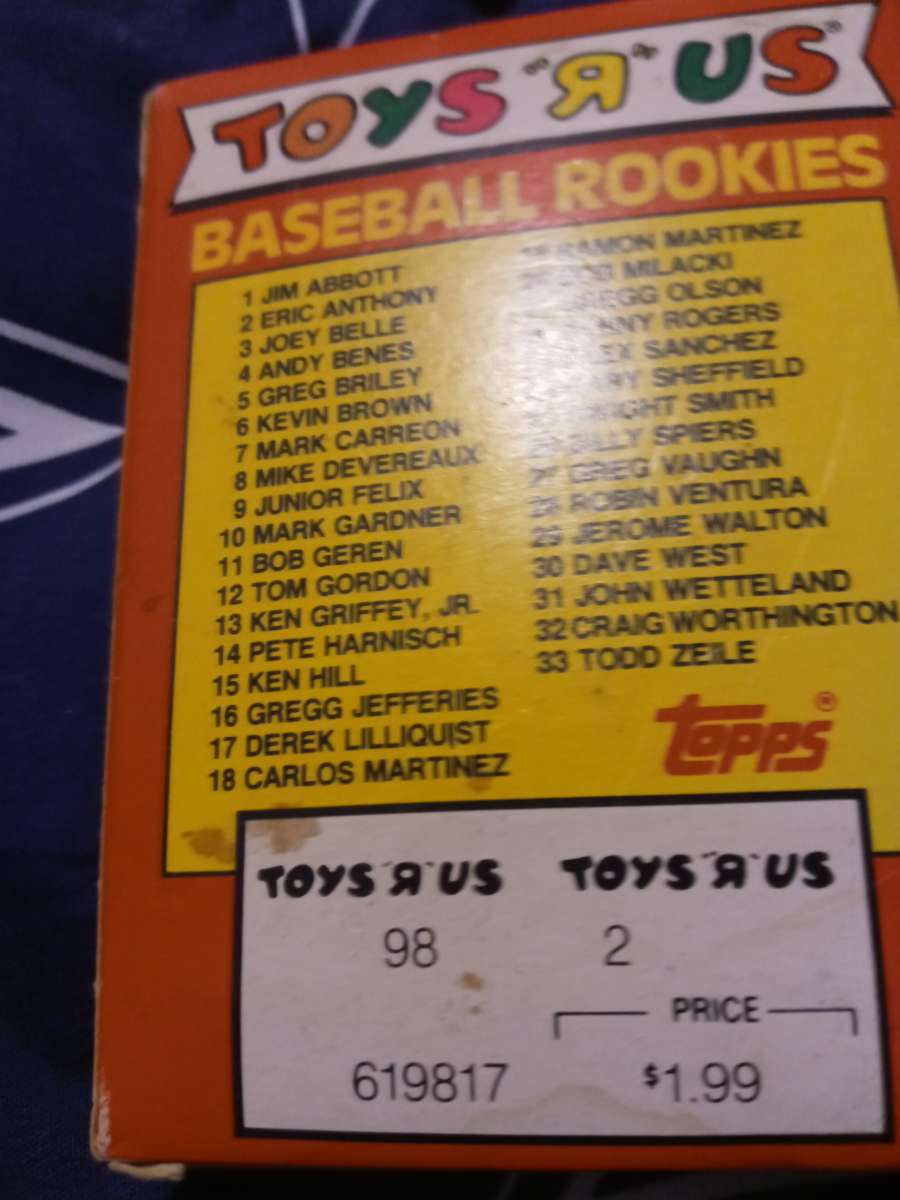 TOYS "R" US®
BASEBALL ROOKIES
1 JIM ABBOTT
2 ERIC ANTHONY
3 JOEY BELLE
4 ANDY BENES
5 GREG BRILEY
6 KEVIN BROWN
7 MARK CARREON
8 MIKE DEVEREAUX
9 JUNIOR FELIX
10 MARK GARDNER
11 BOB GEREN
12 TOM GORDON
13 KEN GRIFFEY, JR.
14 PETE HARNISCH
15 KEN HILL
16 GREGG JEFFERIES
17 DEREK LILLIQUIST
18 CARLOS MARTINEZ
RAMON MARTINEZ
BOB MILACKI
GREGG OLSON
ROGERS
SANCHEZ
SHEFFIELD
SMITH
BILLY SPIERS
27 GREG VAUGHN
28 ROBIN VENTURA
29 JEROME WALTON
30 DAVE WEST
31 JOHN WETTELAND
32 CRAIG WORTHINGTON
33 TODD ZEILE
topps®
TOYS "R" US TOYS "R" US
98 2
PRICE
619817 $1.99